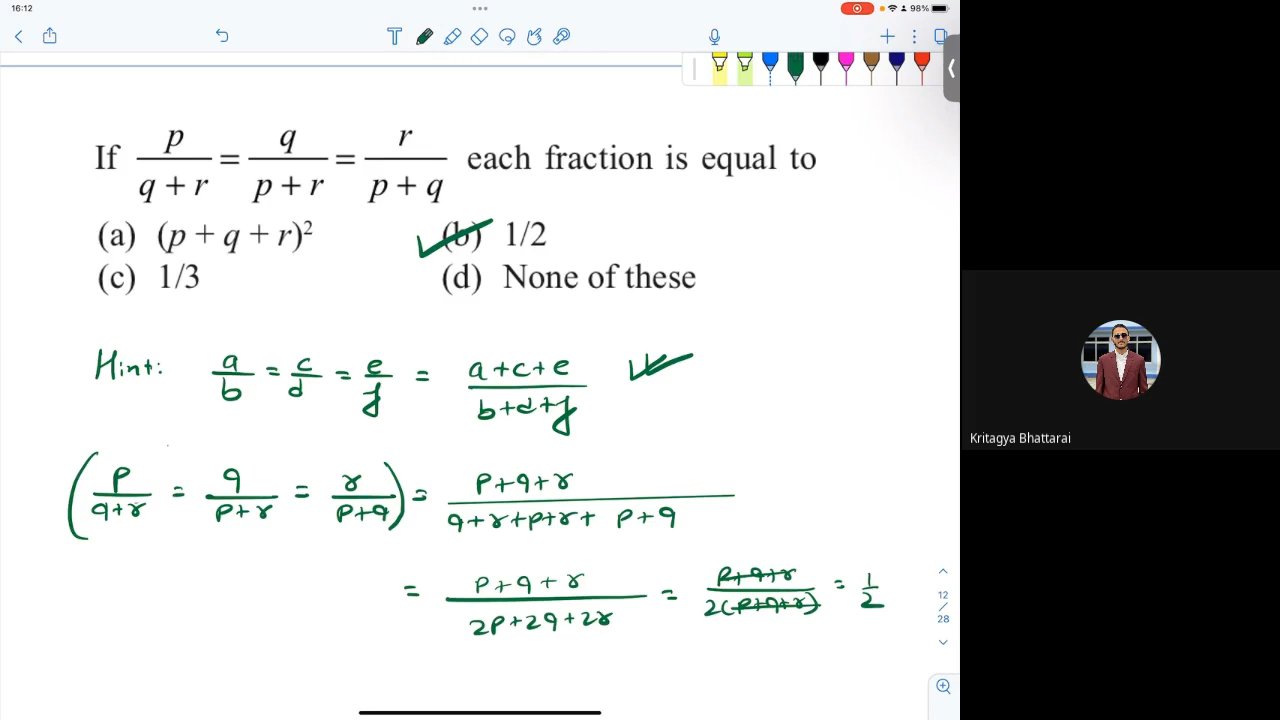 16:12
98%
If p/(q + r) = q/(p + r) = r/(p + q) each fraction is equal to
(a) (p + q + r)² (b) 1/2
(c) 1/3 (d) None of these
Hint: a/b = c/d = e/f = (a+c+e)/(b+d+f)
(p/(q+r) = q/(p+r) = r/(p+q)) = (p+q+r)/(q+r+p+r+p+q)
= (p+q+r)/(2p+2q+2r) = (p+q+r)/(2(p+q+r)) = 1/2
12
/
28
Kritagya Bhattarai